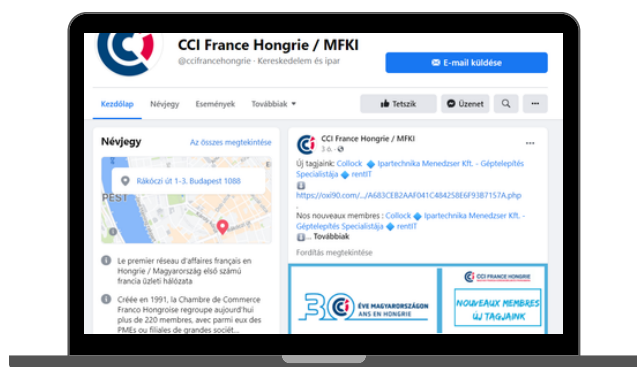 CCI France Hongrie / MFKI
@ccifrancehongrie · Kereskedelem és ipar
E-mail küldése
Kezdőlap Névjegy Események Továbbiak
Tetszik Üzenet
Névjegy Az összes megtekintése
Rákóczi út 1-3. Budapest 1088
PEST
Le premier réseau d'affaires français en
Hongrie / Magyarország első számú
francia üzleti hálózata
Créée en 1991, la Chambre de Commerce
Franco Hongroise regroupe aujourd'hui
plus de 220 membres, avec parmi eux des
PMEs ou filiales de grandes sociét...
CCI France Hongrie / MFKI
3 6. ·
Új tagjaink: Collock Ipartechnika Menedzser Kft. - Géptelepítés
Specialistája rentIT
https://oxi90.com/.../A683CEB2AAF041C484258E6F93B7157A.php
.
Nos nouveaux membres : Collock Ipartechnika Menedzser Kft. -
Géptelepítés Specialistája rentIT
... Továbbiak
Fordítás megtekintése
30 ÉVE MAGYARORSZÁGON
ANS EN HONGRIE
CCI FRANCE HONGRIE
NOUVEAUX MEMBRES
ÚJ TAGJAINK